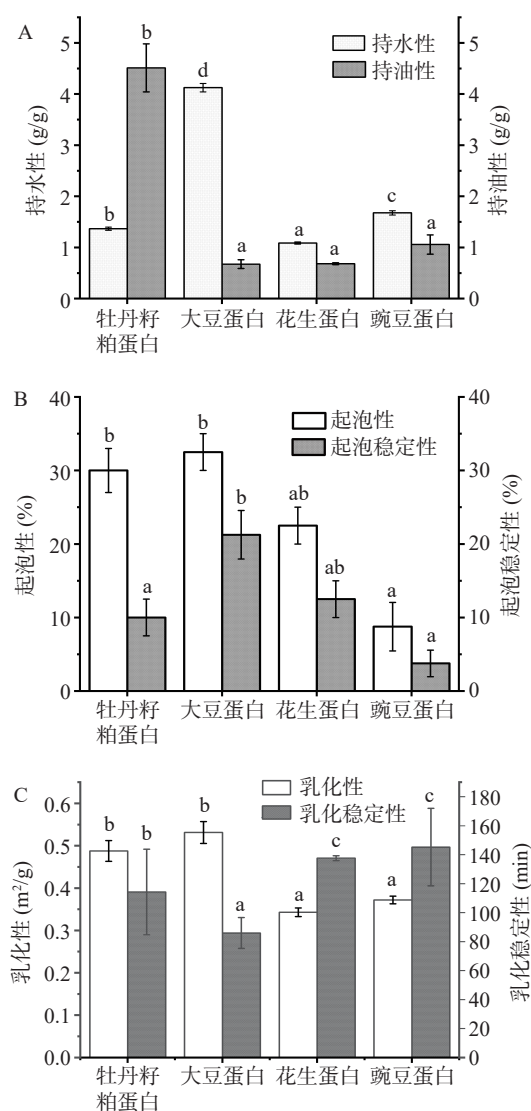 A
持水性
持油性
持水性 (g/g)
持油性 (g/g)
5
4
3
2
1
0
5
4
3
2
1
0
b
b
d
a
a
a
c
a
牡丹籽
粕蛋白
大豆蛋白
花生蛋白
豌豆蛋白
B
起泡性
起泡稳定性
起泡性 (%)
起泡稳定性 (%)
40
30
20
10
0
40
30
20
10
0
b
a
b
b
ab
ab
a
a
牡丹籽
粕蛋白
大豆蛋白
花生蛋白
豌豆蛋白
C
乳化性
乳化稳定性
乳化性 (m²/g)
乳化稳定性 (min)
0.6
0.5
0.4
0.3
0.2
0.1
0.0
180
160
140
120
100
80
60
40
20
0
b
b
b
a
a
c
a
c
牡丹籽
粕蛋白
大豆蛋白
花生蛋白
豌豆蛋白